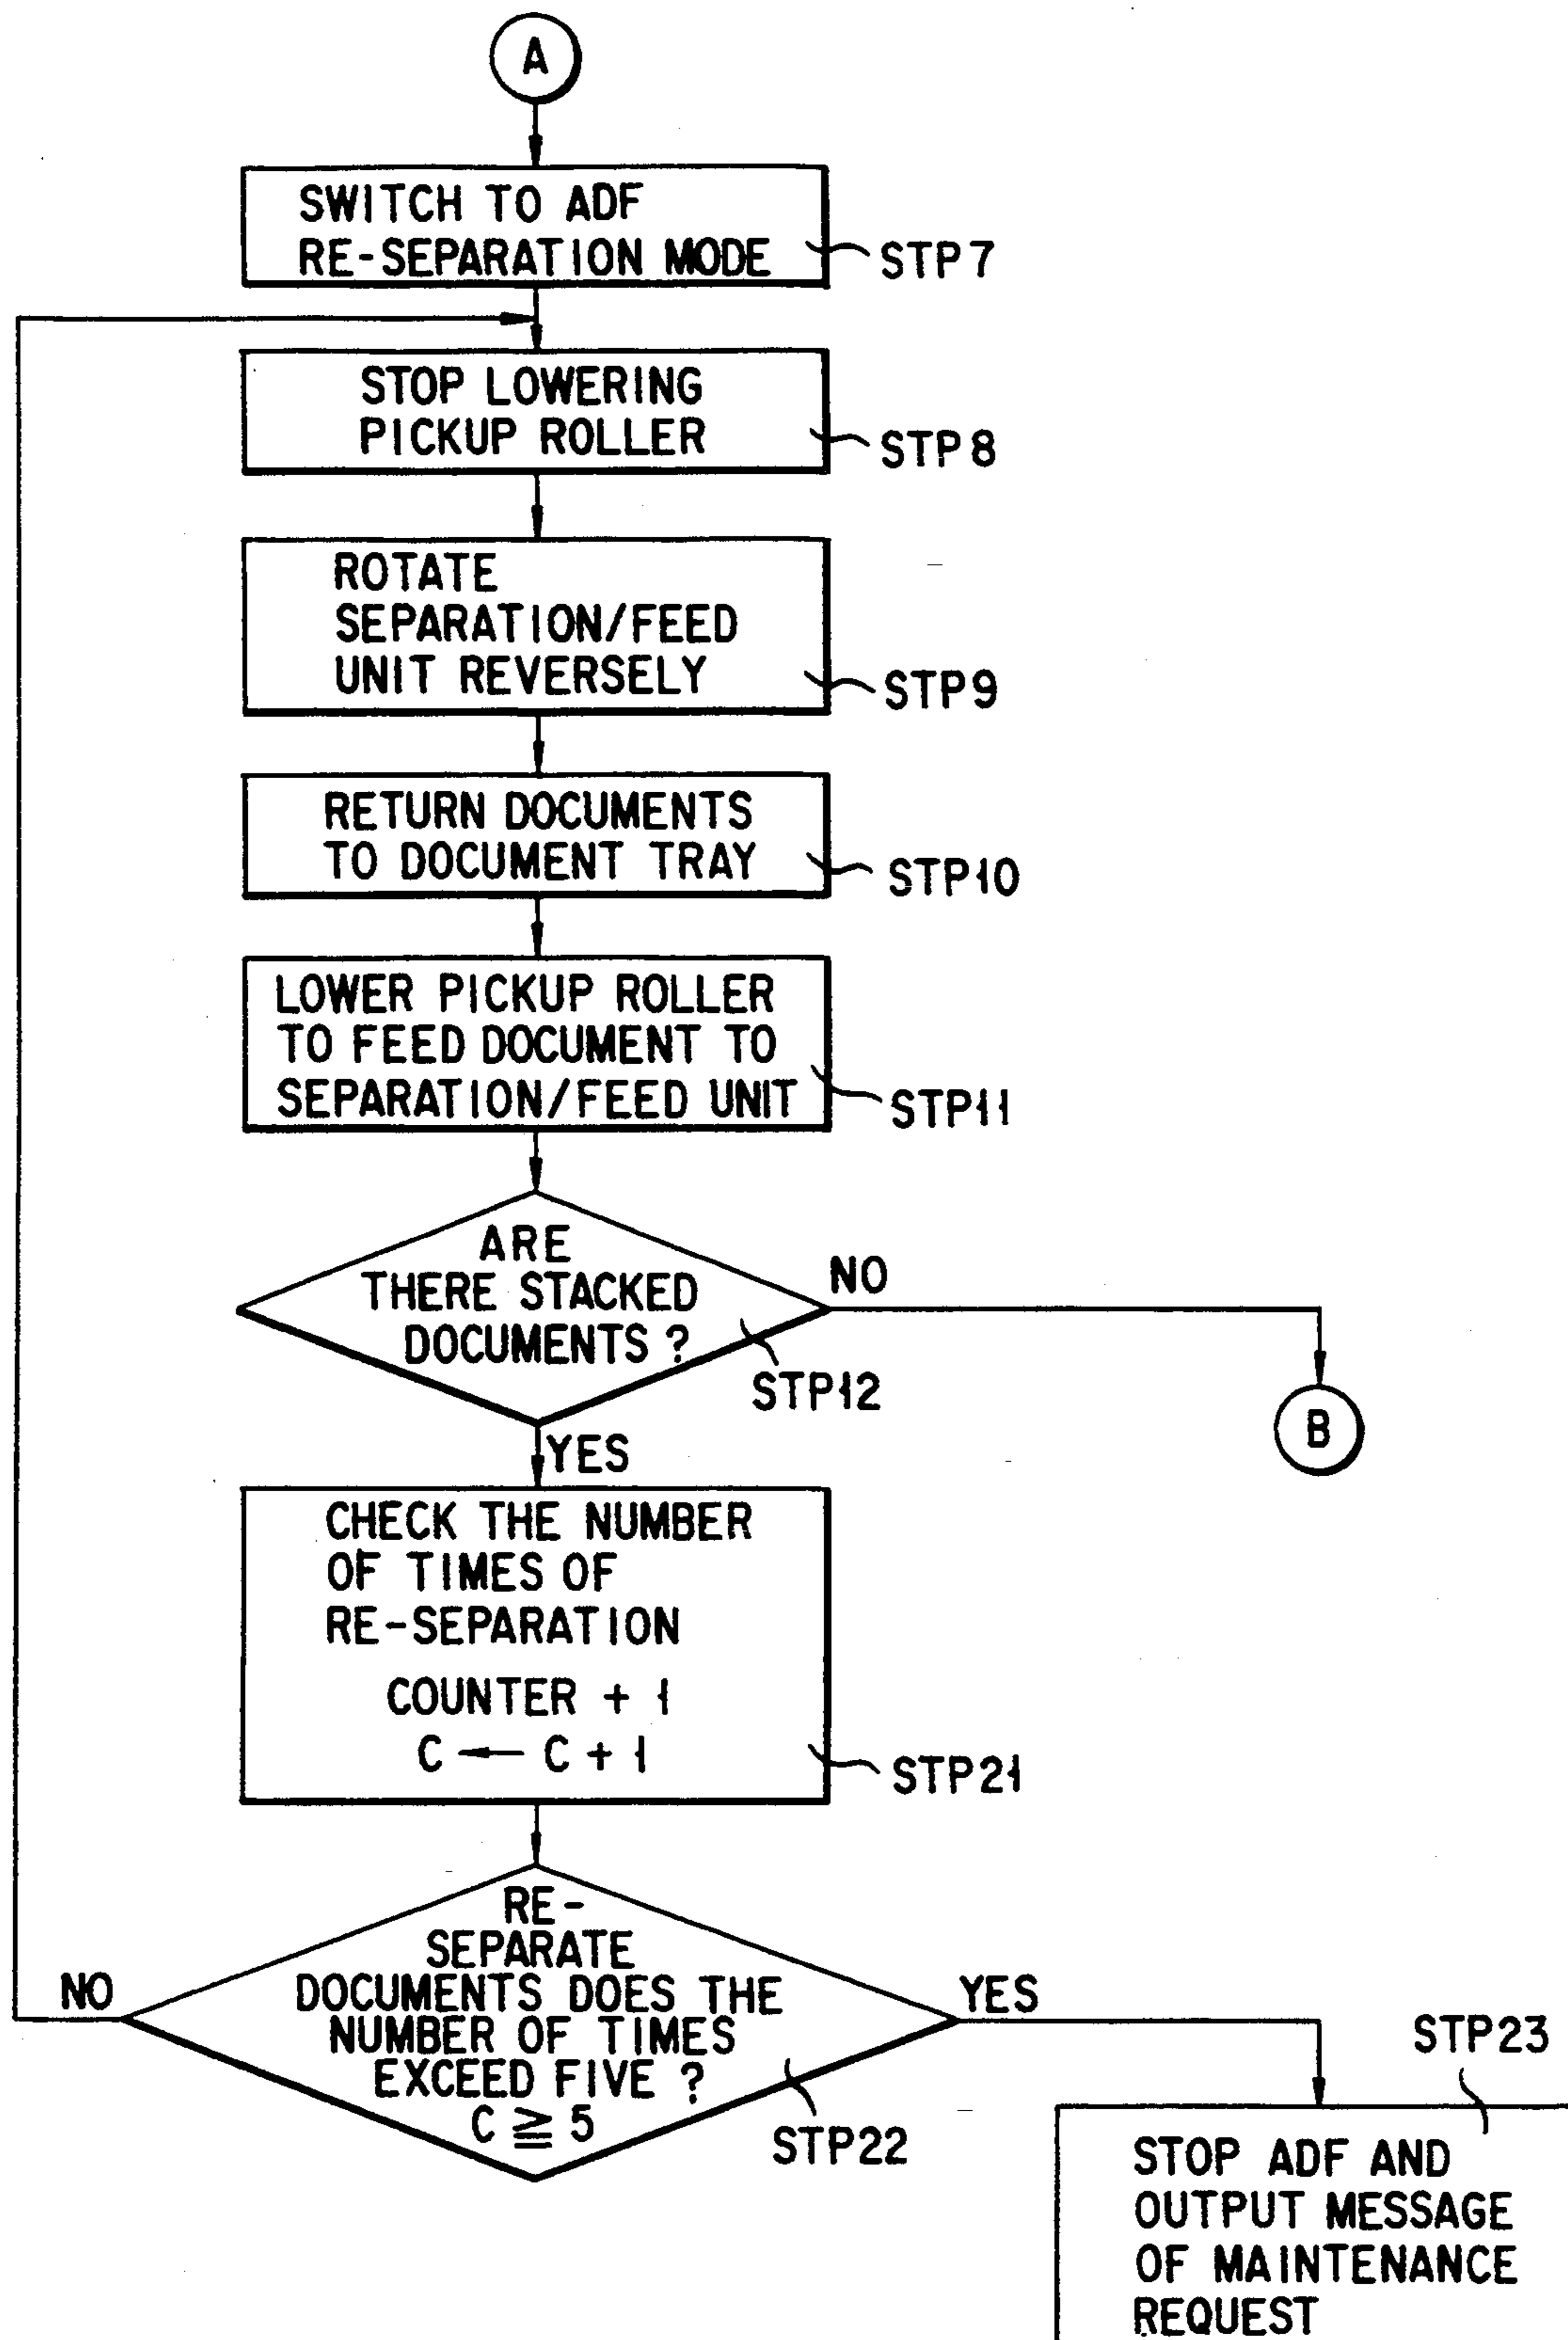 A
SWITCH TO ADF
RE-SEPARATION MODE
STP7
STOP LOWERING
PICKUP ROLLER
STP8
ROTATE
SEPARATION/FEED
UNIT REVERSELY
STP9
RETURN DOCUMENTS
TO DOCUMENT TRAY
STP10
LOWER PICKUP ROLLER
TO FEED DOCUMENT TO
SEPARATION/FEED UNIT
STP11
ARE
THERE STACKED
DOCUMENTS ?
STP12
NO
B
YES
CHECK THE NUMBER
OF TIMES OF
RE-SEPARATION
COUNTER + 1
C ← C + 1
STP21
RE-
SEPARATE
DOCUMENTS DOES THE
NUMBER OF TIMES
EXCEED FIVE ?
C ≧ 5
STP22
NO
YES
STP23
STOP ADF AND
OUTPUT MESSAGE
OF MAINTENANCE
REQUEST